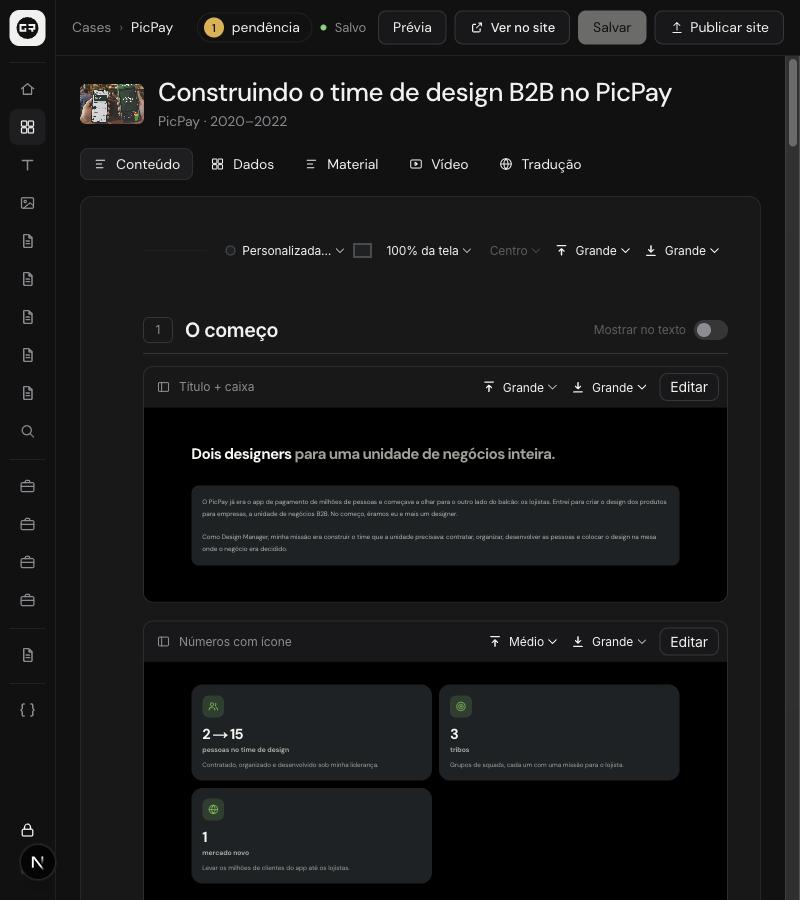 Cases › PicPay
1 pendência
Salvo
Prévia
Ver no site
Salvar
Publicar site
Construindo o time de design B2B no PicPay
PicPay · 2020–2022
Conteúdo
Dados
Material
Vídeo
Tradução
Personalizada...
100% da tela
Centro
Grande
Grande
1
O começo
Mostrar no texto
Título + caixa
Grande
Grande
Editar
Dois designers para uma unidade de negócios inteira.
O PicPay já era o app de pagamento de milhões de pessoas e começava a olhar para o outro lado do balcão: os lojistas. Entrei para criar o design dos produtos
para empresas, a unidade de negócios B2B. No começo, éramos eu e mais um designer.
Como Design Manager, minha missão era construir o time que a unidade precisava: contratar, organizar, desenvolver as pessoas e colocar o design na mesa
onde o negócio era decidido.
Números com ícone
Médio
Grande
Editar
2→15
pessoas no time de design
Contratado, organizado e desenvolvido sob minha liderança.
3
tribos
Grupos de squads, cada um com uma missão para o lojista.
1
mercado novo
Levar os milhões de clientes do app até os lojistas.
N